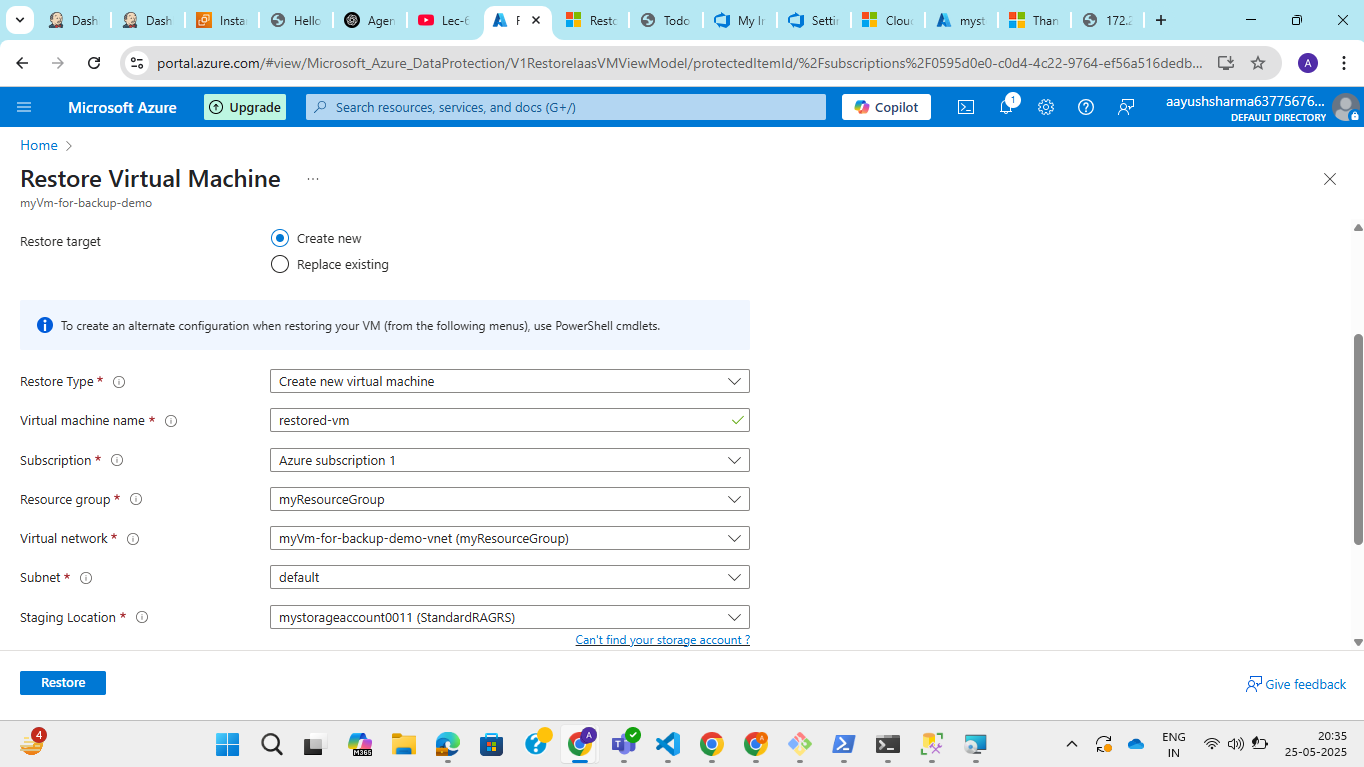 Dash
Dash
Insta
Hello
Agen
Lec-6
F
Resto
Todo
My Ir
Settir
Cloud
myst
Than
172.2
portal.azure.com/#view/Microsoft_Azure_DataProtection/V1RestoreIaasVMViewModel/protectedItemId/%2Fsubscriptions%2F0595d0e0-c0d4-4c22-9764-ef56a516dedb...
A
Microsoft Azure
Upgrade
Search resources, services, and docs (G+/)
Copilot
1
aayushsharma63775676...
DEFAULT DIRECTORY
Home
Restore Virtual Machine
...
myVm-for-backup-demo
Restore target
Create new
Replace existing
To create an alternate configuration when restoring your VM (from the following menus), use PowerShell cmdlets.
Restore Type *
Create new virtual machine
Virtual machine name *
restored-vm
Subscription *
Azure subscription 1
Resource group *
myResourceGroup
Virtual network *
myVm-for-backup-demo-vnet (myResourceGroup)
Subnet *
default
Staging Location *
mystorageaccount0011 (StandardRAGRS)
Can't find your storage account ?
Restore
Give feedback
4
M365
A
A
ENG
IN
20:35
25-05-2025